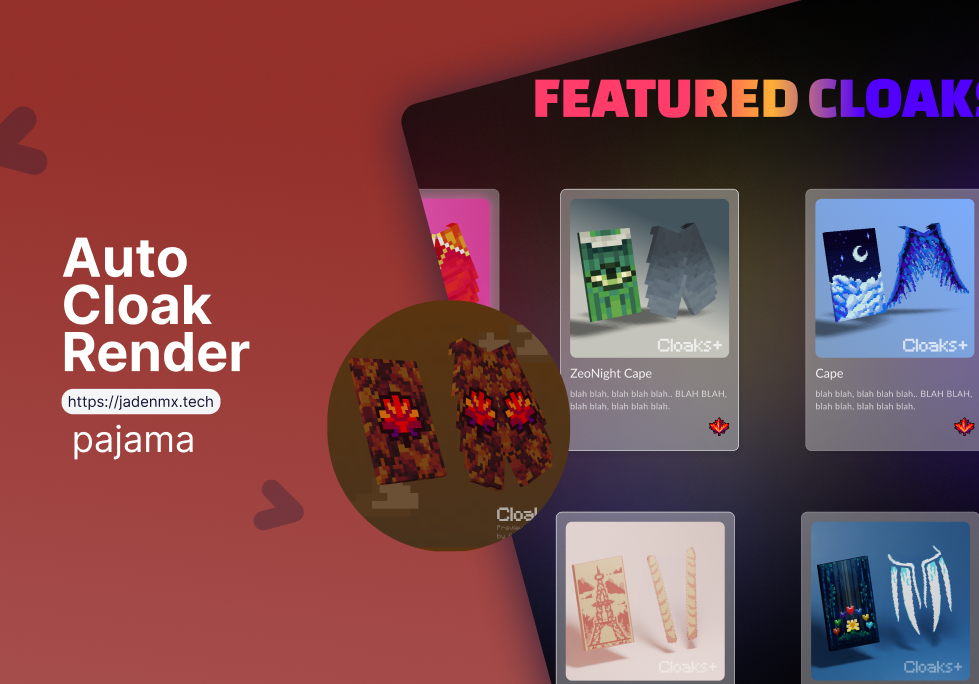 FEATURED CLOAKS
Auto
Cloak
Render
https://jadenmx.tech
pajama
Cloaks+
ZeoNight Cape
blah blah, blah blah blah.. BLAH BLAH,
blah blah, blah blah blah.
Cloaks+
Cape
blah blah, blah blah blah.. BLAH BLAH,
blah blah, blah blah blah.
Cloa
by
Cloaks+
Cloaks+